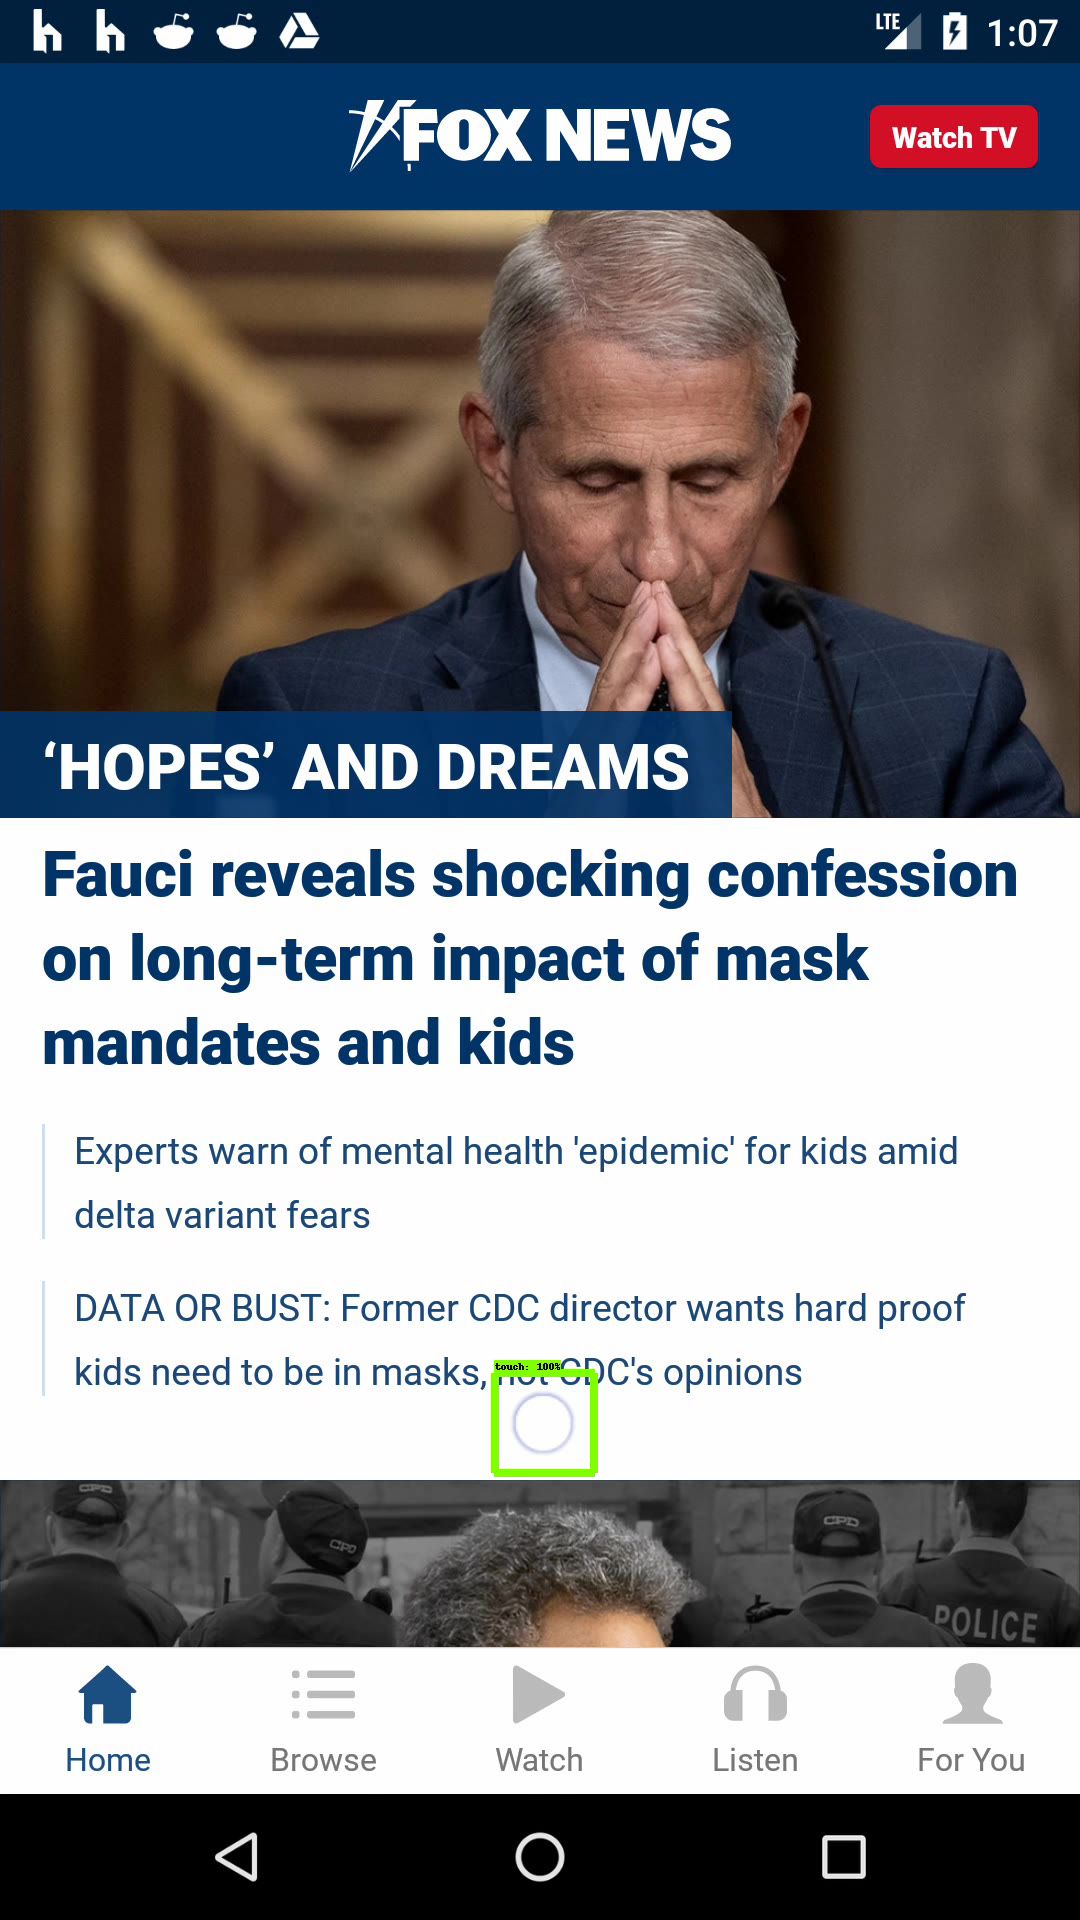 LTE 1:07
FOX NEWS
Watch TV
‘HOPES’ AND DREAMS
Fauci reveals shocking confession
on long-term impact of mask
mandates and kids
Experts warn of mental health 'epidemic' for kids amid
delta variant fears
DATA OR BUST: Former CDC director wants hard proof
kids need to be in masks, not CDC's opinions
touch: 100%
CPD
CPD
CPD
POLICE
Home Browse Watch Listen For You